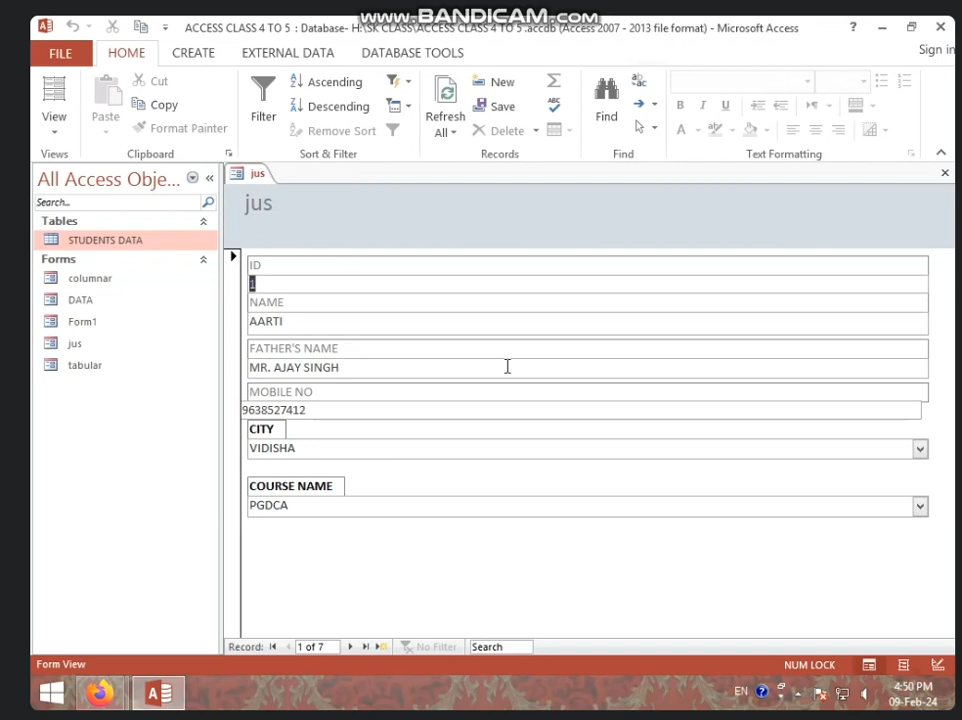 www.BANDICAM.com
ACCESS CLASS 4 TO 5 : Database- H:\SK CLASS\ACCESS CLASS 4 TO 5 .accdb (Access 2007 - 2013 file format) - Microsoft Access
?
FILE HOME CREATE EXTERNAL DATA DATABASE TOOLS Sign in
View
Views
Paste
Cut
Copy
Format Painter
Clipboard
Filter
Ascending
Descending
Remove Sort
Sort & Filter
Refresh
All
New
Save
Delete
Records
Find
Find
B I U
A
Text Formatting
All Access Obje...
Search...
Tables
STUDENTS DATA
Forms
columnar
DATA
Form1
jus
tabular
jus
jus
ID
1
NAME
AARTI
FATHER'S NAME
MR. AJAY SINGH
MOBILE NO
9638527412
CITY
VIDISHA
COURSE NAME
PGDCA
Record: 1 of 7 No Filter Search
Form View NUM LOCK
EN 4:50 PM
09-Feb-24